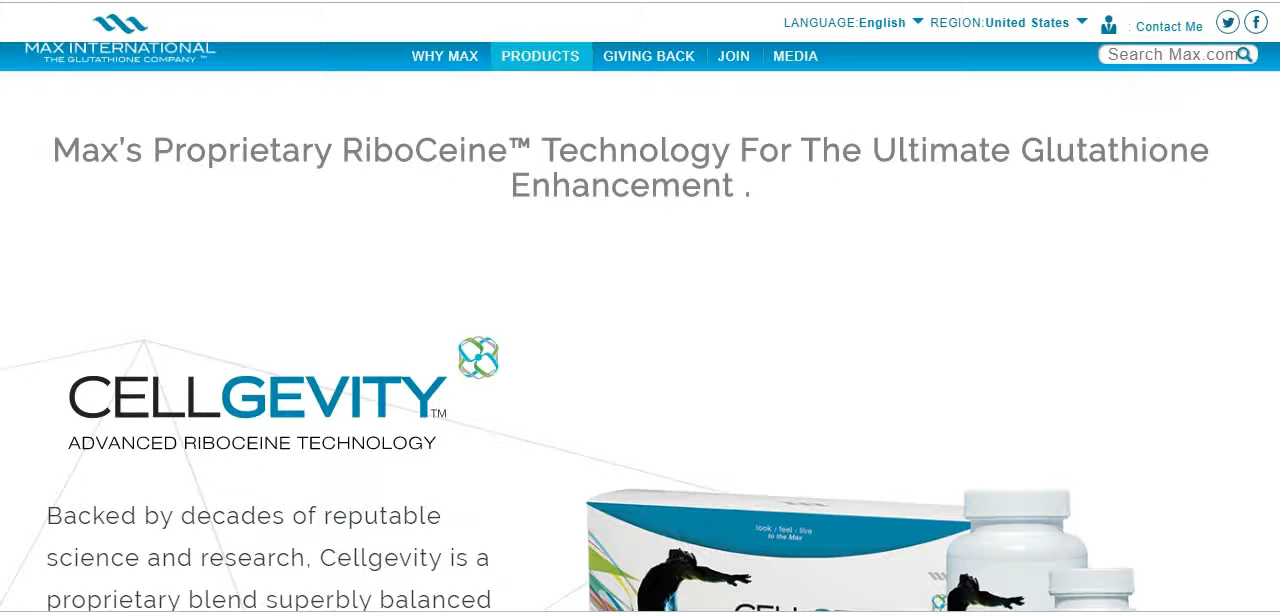 LANGUAGE:English REGION:United States : Contact Me
MAX INTERNATIONAL
THE GLUTATHIONE COMPANY ™
WHY MAX PRODUCTS GIVING BACK JOIN MEDIA
Search Max.com
Max's Proprietary RiboCeine™ Technology For The Ultimate Glutathione
Enhancement .
CELLGEVITY™
ADVANCED RIBOCEINE TECHNOLOGY
Backed by decades of reputable
science and research, Cellgevity is a
proprietary blend superbly balanced
look / feel / live
to the Max
CELLGEVITY